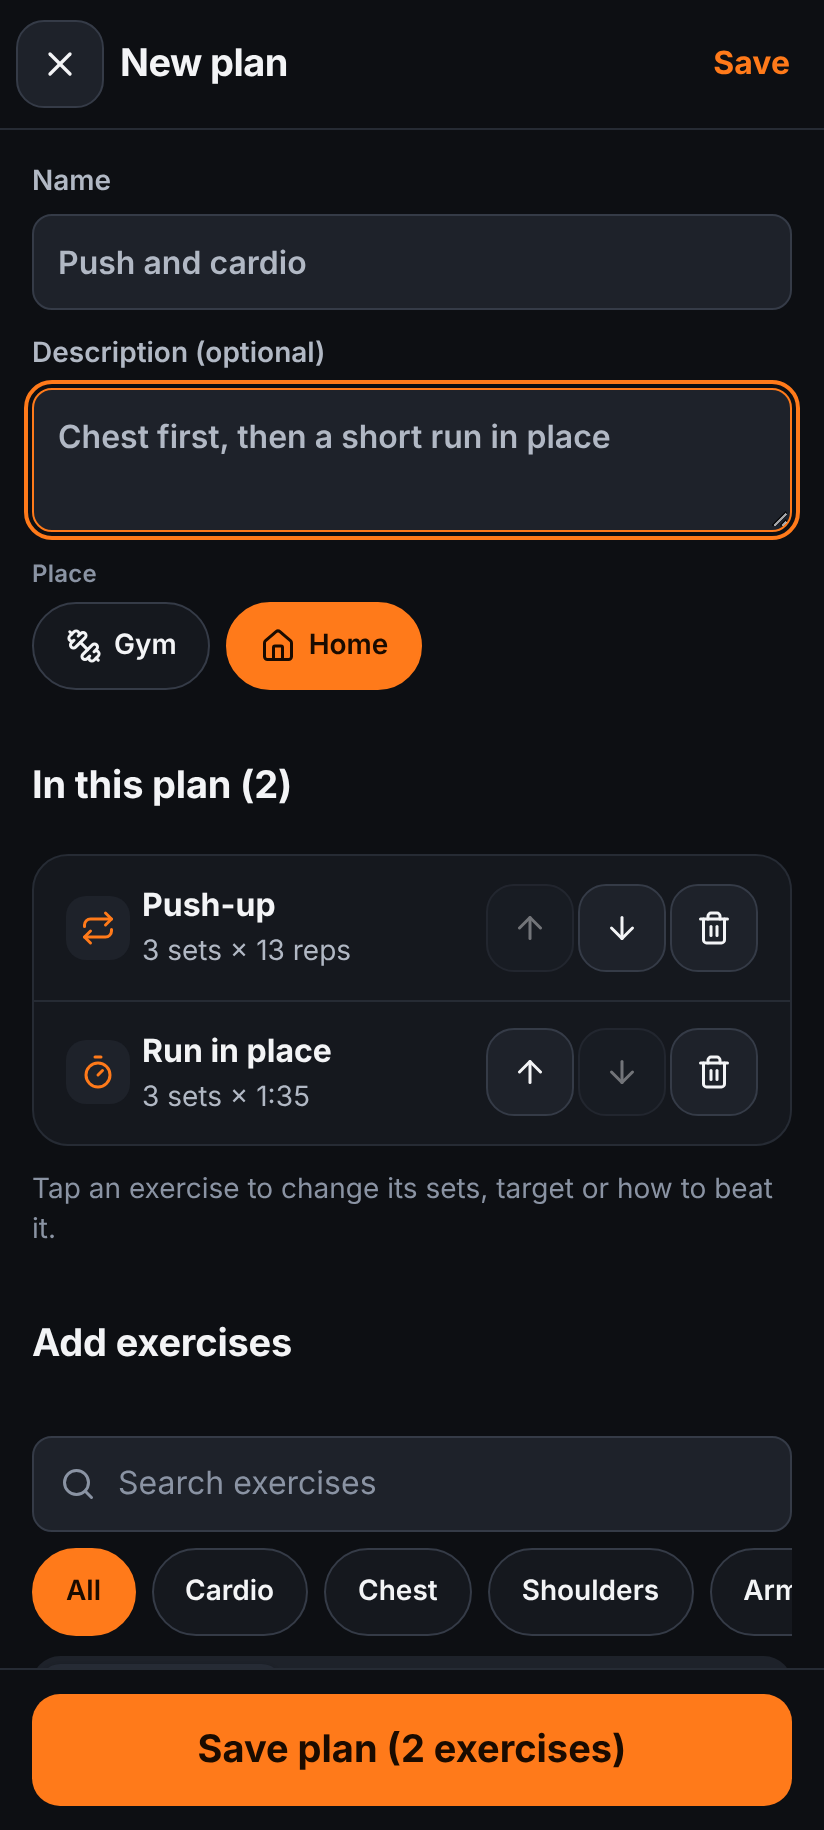 New plan
Save
Name
Push and cardio
Description (optional)
Chest first, then a short run in place
Place
Gym
Home
In this plan (2)
Push-up
3 sets × 13 reps
Run in place
3 sets × 1:35
Tap an exercise to change its sets, target or how to beat
it.
Add exercises
Search exercises
All
Cardio
Chest
Shoulders
Arm
Save plan (2 exercises)